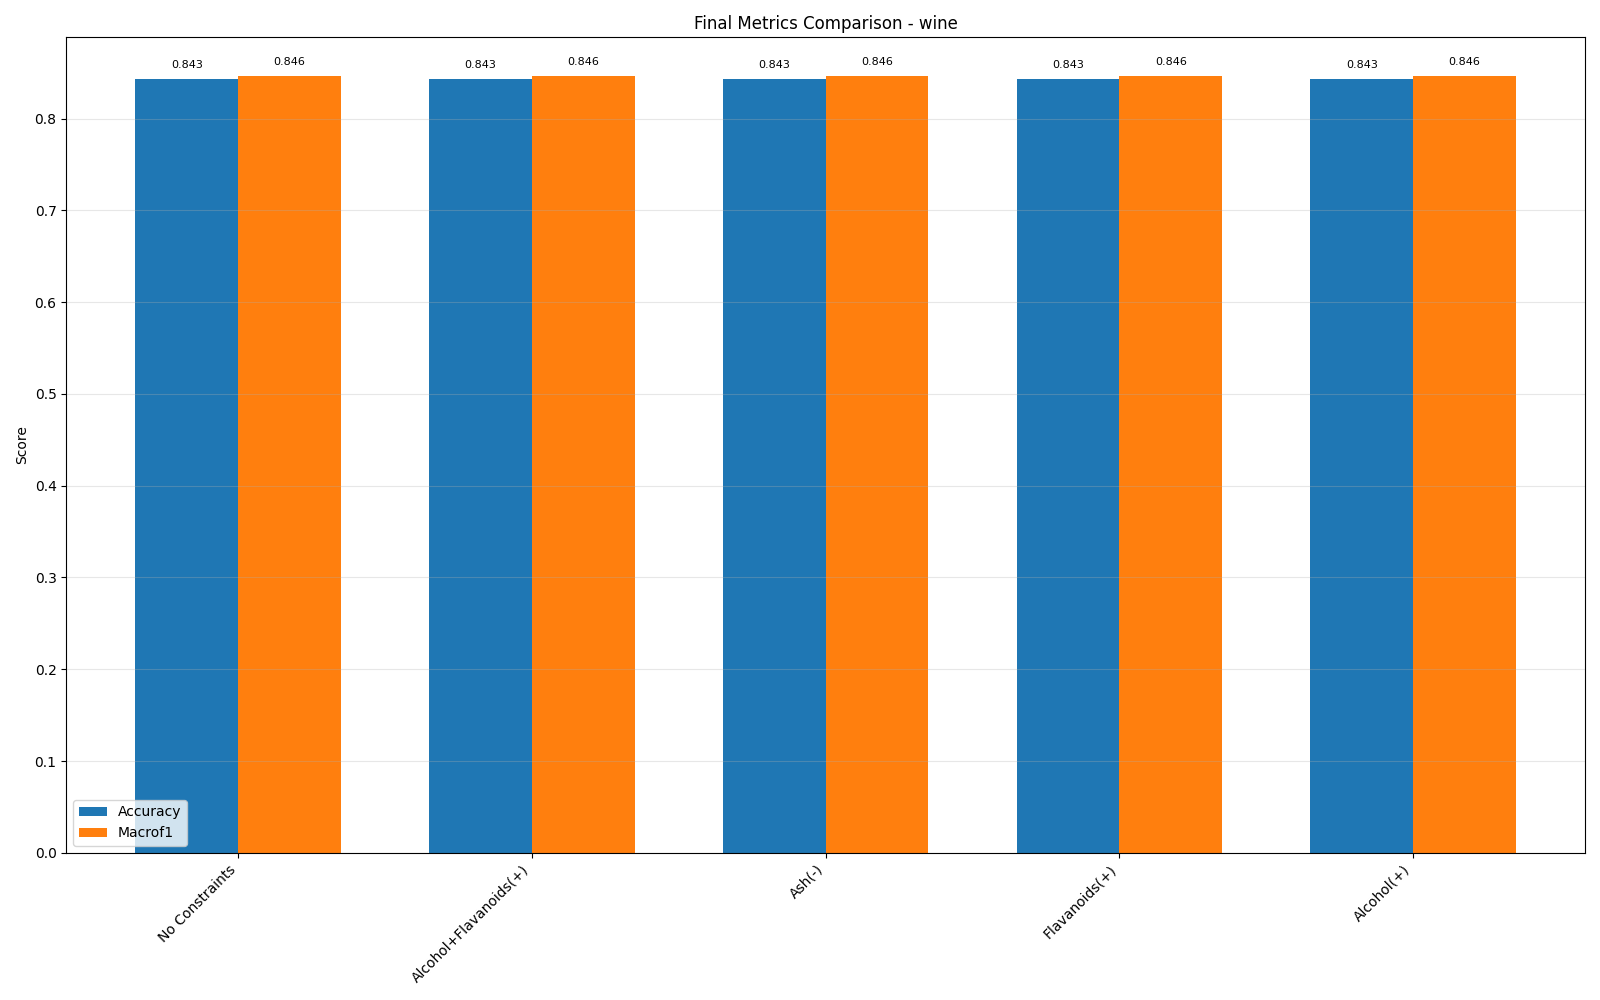 Final Metrics Comparison - wine
0.843 0.846 0.843 0.846 0.843 0.846 0.843 0.846 0.843 0.846
0.8
0.7
0.6
0.5
0.4
0.3
0.2
0.1
0.0
Score
Accuracy
Macrof1
No Constraints
Alcohol+Flavanoids(+)
Ash(-)
Flavanoids(+)
Alcohol(+)